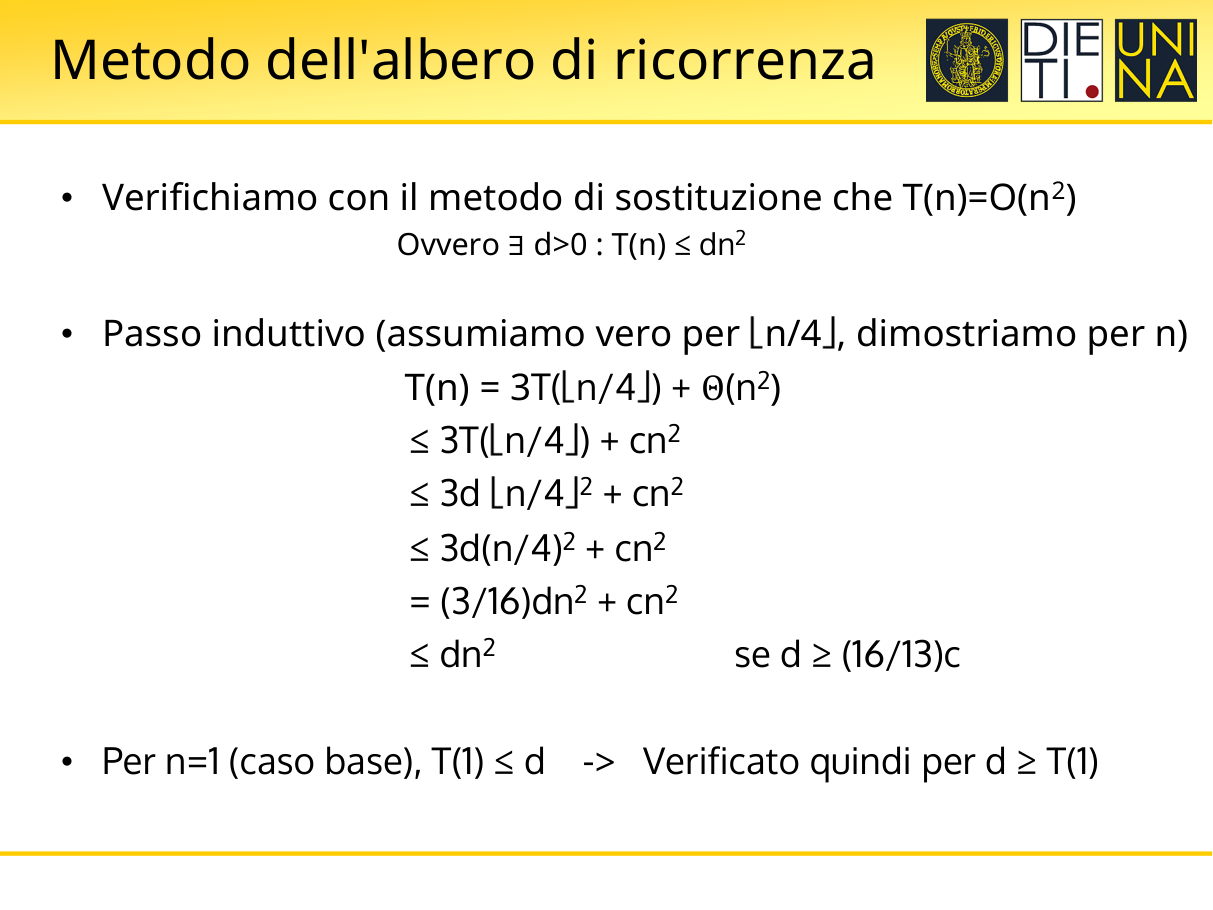 Metodo dell'albero di ricorrenza
DIE
TI.
UNI
NA
• Verifichiamo con il metodo di sostituzione che T(n)=O(n²)
Ovvero ∃ d>0 : T(n) ≤ dn²
• Passo induttivo (assumiamo vero per ⌊n/4⌋, dimostriamo per n)
T(n) = 3T(⌊n/4⌋) + Θ(n²)
≤ 3T(⌊n/4⌋) + cn²
≤ 3d ⌊n/4⌋² + cn²
≤ 3d(n/4)² + cn²
= (3/16)dn² + cn²
≤ dn² se d ≥ (16/13)c
• Per n=1 (caso base), T(1) ≤ d -> Verificato quindi per d ≥ T(1)